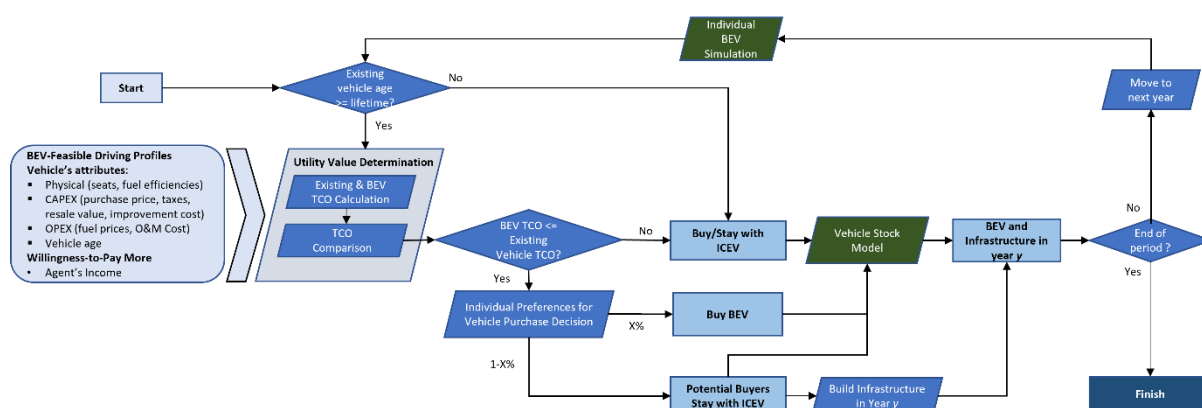 Individual
BEV
Simulation
Start
Existing
vehicle age
>= lifetime?
No
Yes
Move to
next year
BEV-Feasible Driving Profiles
Vehicle's attributes:
▪ Physical (seats, fuel efficiencies)
▪ CAPEX (purchase price, taxes,
resale value, improvement cost)
▪ OPEX (fuel prices, O&M Cost)
▪ Vehicle age
Willingness-to-Pay More
• Agent's Income
Utility Value Determination
Existing & BEV
TCO Calculation
TCO
Comparison
BEV TCO <=
Existing
Vehicle TCO?
No
Yes
Buy/Stay with
ICEV
Vehicle Stock
Model
BEV and
Infrastructure in
year y
No
End of
period ?
Yes
Individual Preferences for
Vehicle Purchase Decision
X%
Buy BEV
1-X%
Potential Buyers
Stay with ICEV
Build Infrastructure
in Year y
Finish